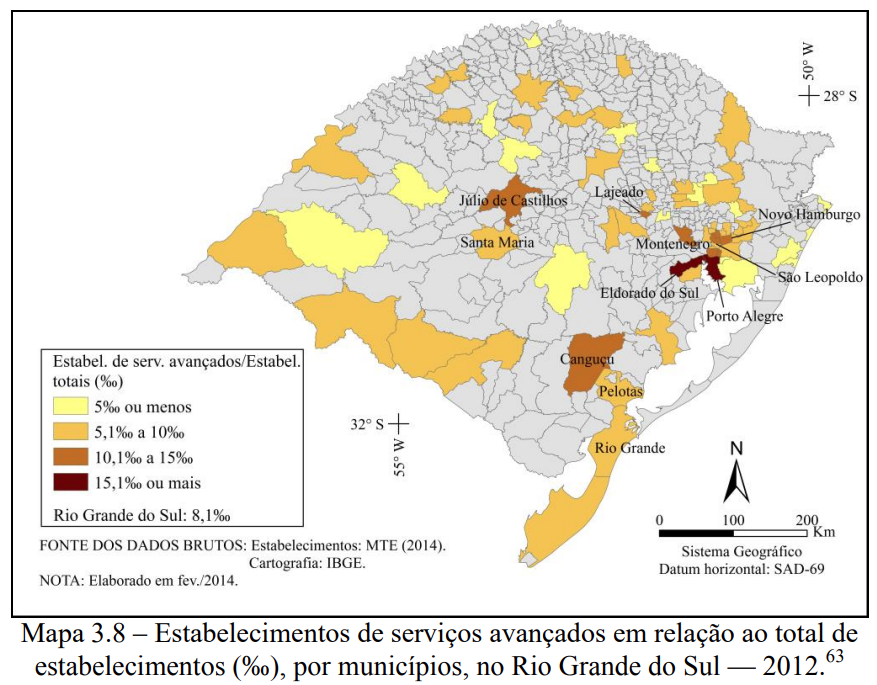 50° W
28° S
Júlio de Castilhos
Lajeado
Novo Hamburgo
Santa Maria
Montenegro
São Leopoldo
Eldorado do Sul
Porto Alegre
Estabel. de serv. avançados/Estabel.
totais (‰)
5‰ ou menos
5,1‰ a 10‰
10,1‰ a 15‰
15,1‰ ou mais
Rio Grande do Sul: 8,1‰
Canguçu
Pelotas
32° S
55° W
Rio Grande
N
0 100 200
Km
Sistema Geográfico
Datum horizontal: SAD-69
FONTE DOS DADOS BRUTOS: Estabelecimentos: MTE (2014).
Cartografia: IBGE.
NOTA: Elaborado em fev./2014.
Mapa 3.8 – Estabelecimentos de serviços avançados em relação ao total de
estabelecimentos (‰), por municípios, no Rio Grande do Sul — 2012.63